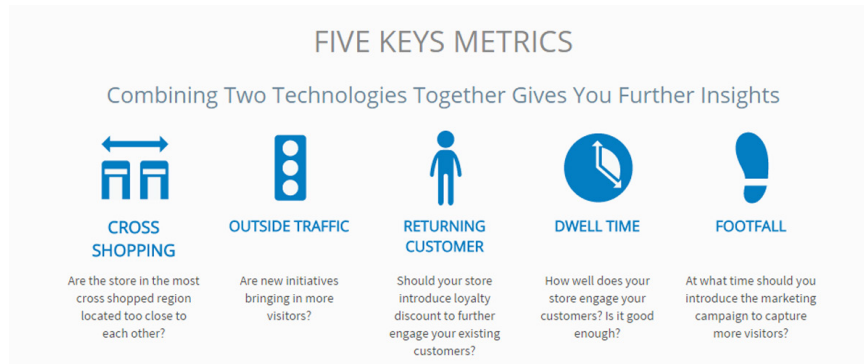 FIVE KEYS METRICS
Combining Two Technologies Together Gives You Further Insights
CROSS
SHOPPING
Are the store in the most
cross shopped region
located too close to
each other?
OUTSIDE TRAFFIC
Are new initiatives
bringing in more
visitors?
RETURNING
CUSTOMER
Should your store
introduce loyalty
discount to further
engage your existing
customers?
DWELL TIME
How well does your
store engage your
customers? Is it good
enough?
FOOTFALL
At what time should you
introduce the marketing
campaign to capture
more visitors?